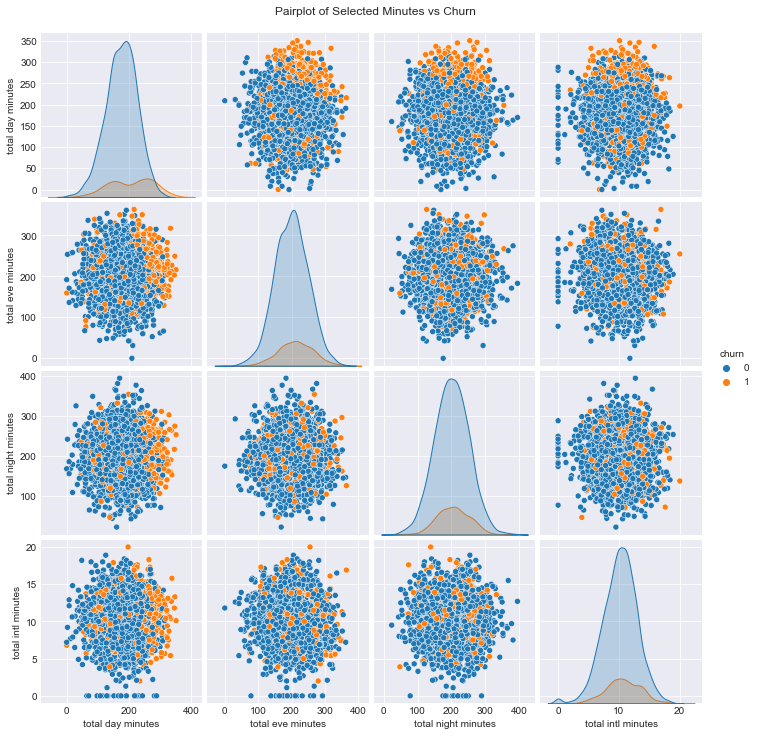 Pairplot of Selected Minutes vs Churn
total day minutes
350
300
250
200
150
100
50
0
total eve minutes
300
200
100
0
total night minutes
400
300
200
100
total intl minutes
20
15
10
5
0
0 200 400
total day minutes
0 100 200 300 400
total eve minutes
0 100 200 300 400
total night minutes
0 10 20
total intl minutes
churn
0
1